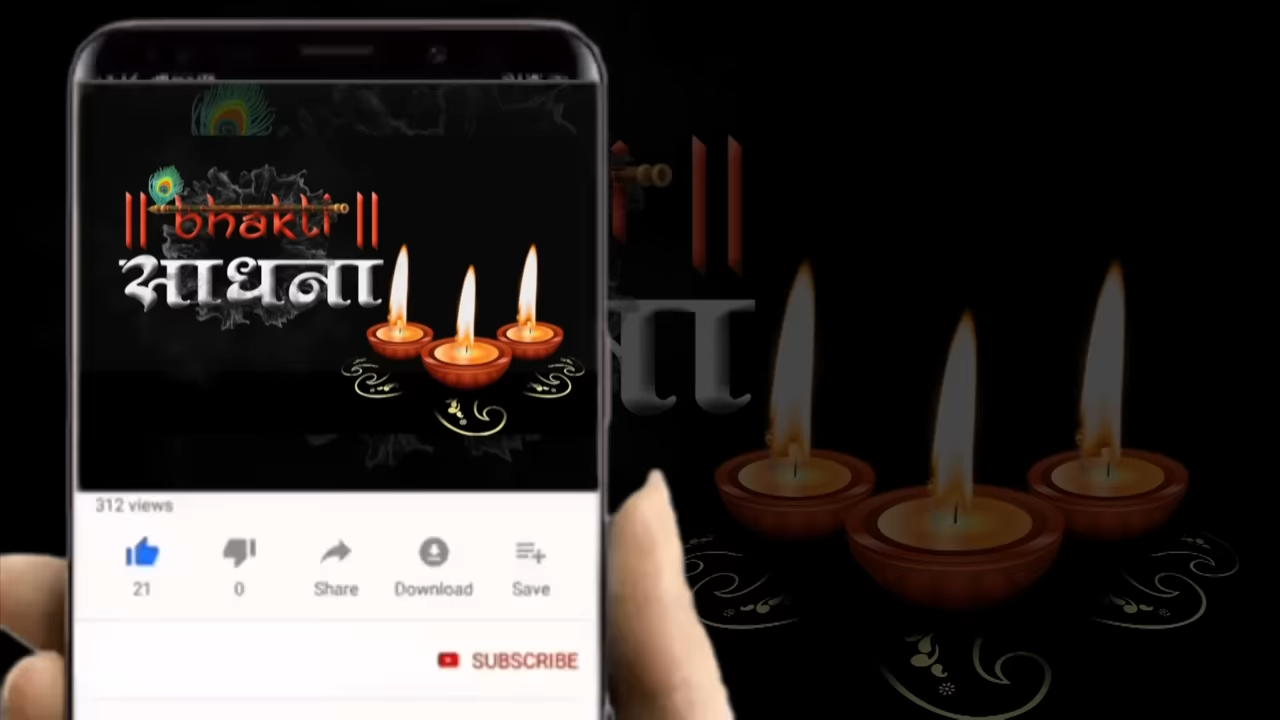 || bhakti ||
साधना
312 views
21
0
Share
Download
Save
SUBSCRIBE